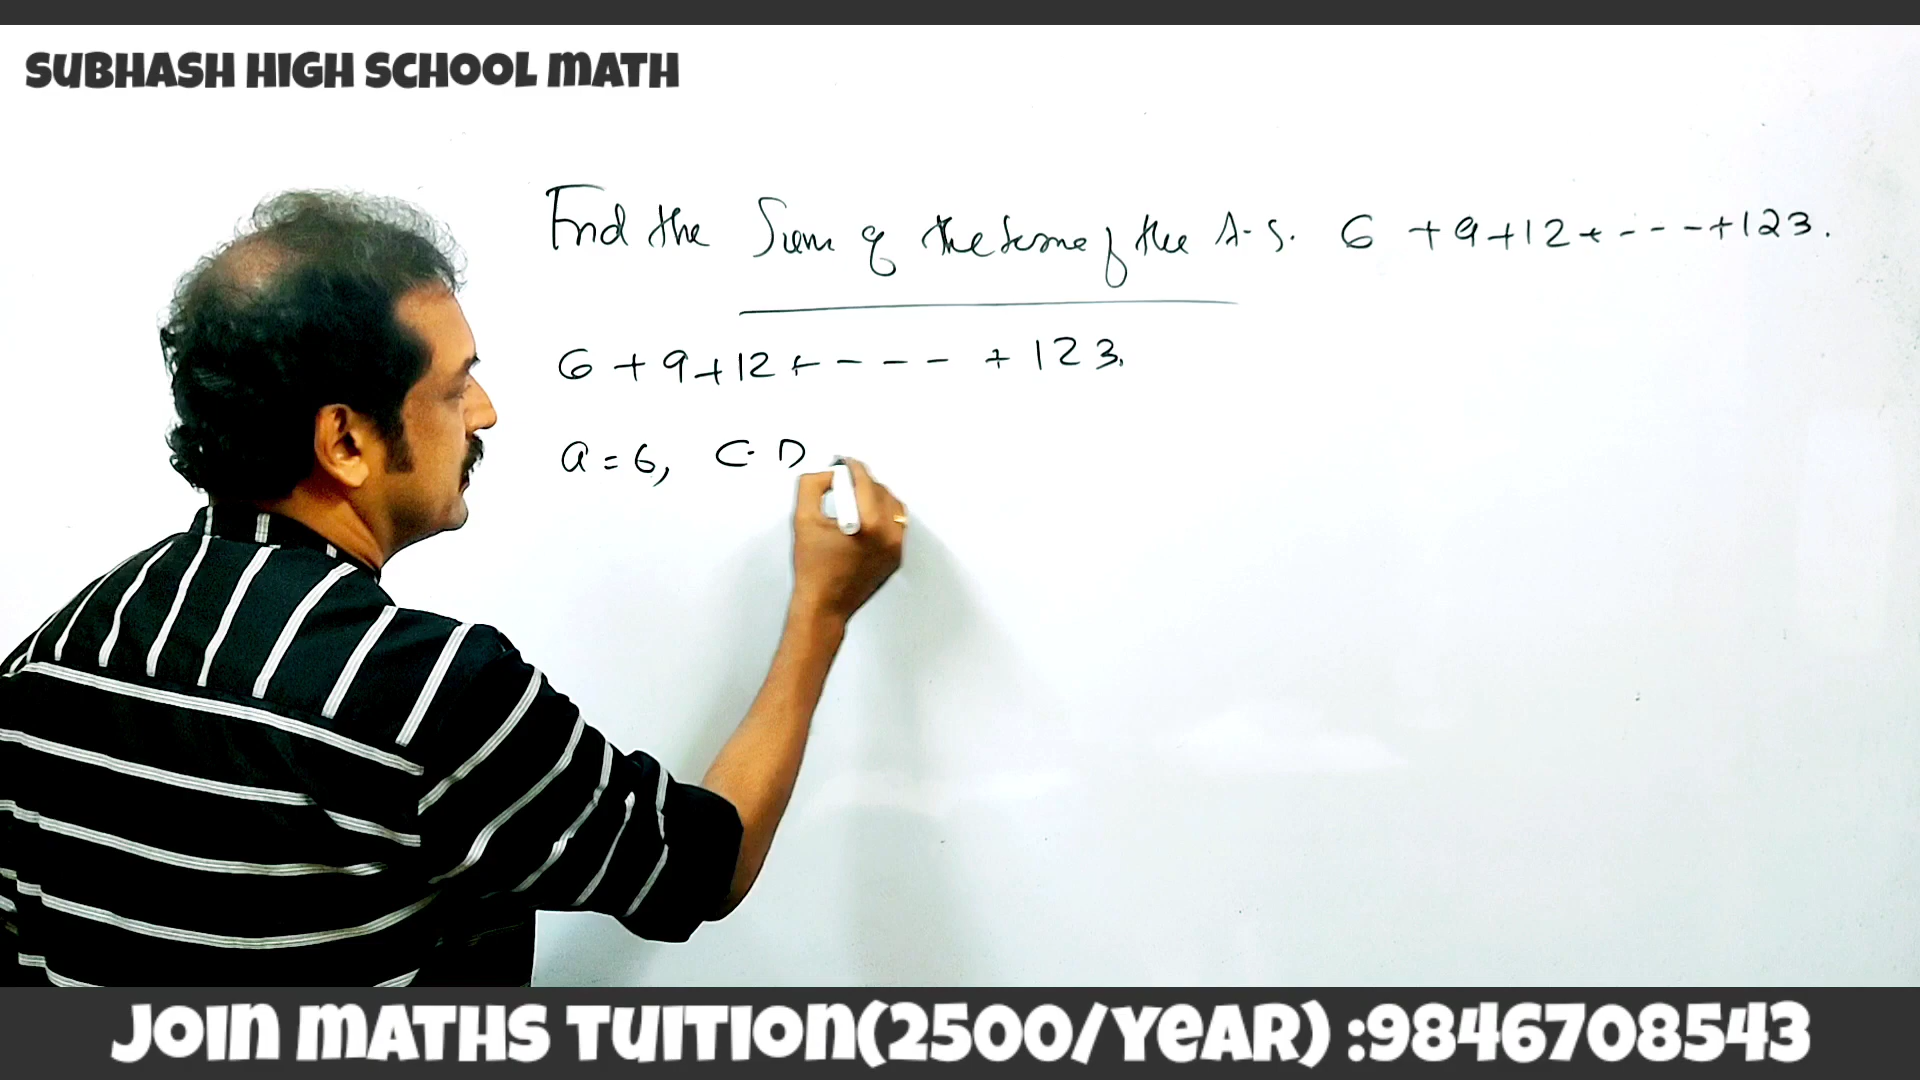 SUBHASH HIGH SCHOOL MATH
Find the Sum of the terms of the A.S. 6 + 9 + 12 + - - - + 123.
6 + 9 + 12 + - - - - + 123.
a = 6, C. D
JOIN MATHS TUITION(2500/YEAR) :9846708543